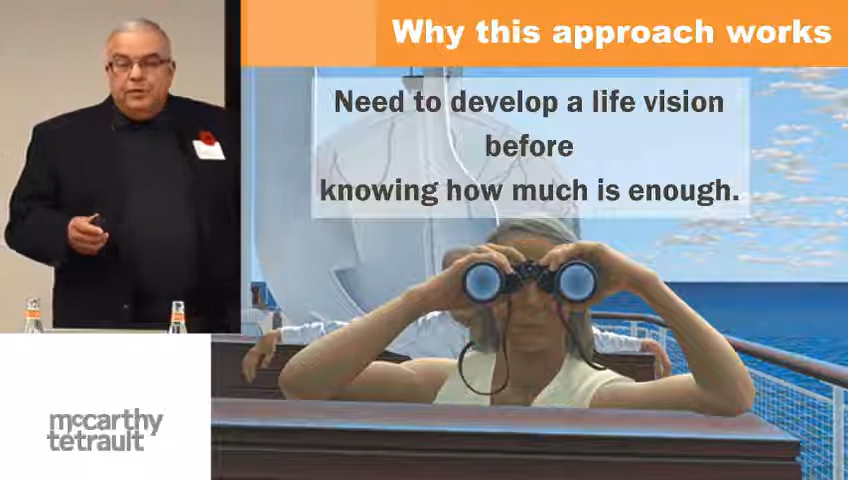 Why this approach works
Need to develop a life vision
before
knowing how much is enough.
mccarthy
tetrault